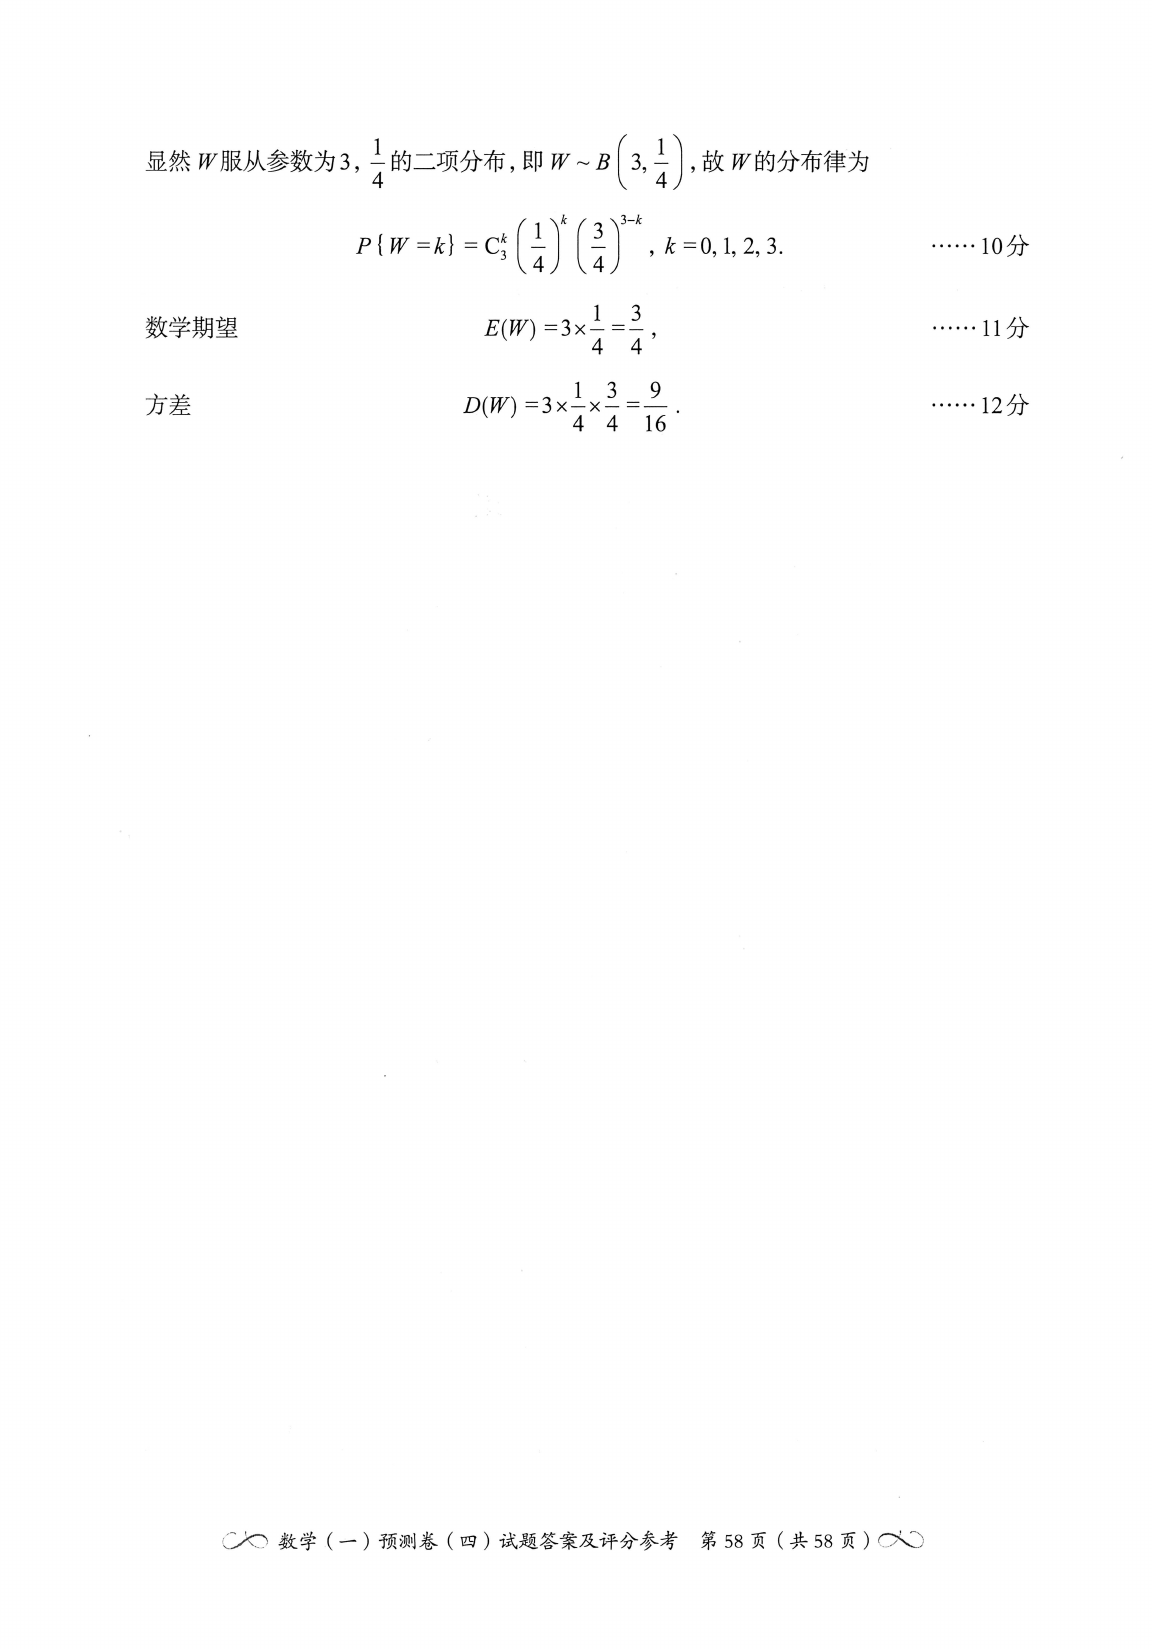 显然 W 服从参数为 3, 1/4 的二项分布, 即 W ~ B(3, 1/4), 故 W 的分布律为
P{W = k} = C₃ᵏ (1/4)ᵏ (3/4)³⁻ᵏ, k = 0, 1, 2, 3. ……10分
数学期望 E(W) = 3×1/4 = 3/4, ……11分
方差 D(W) = 3×1/4×3/4 = 9/16. ……12分
数学(一)预测卷(四)试题答案及评分参考 第 58 页(共 58 页)